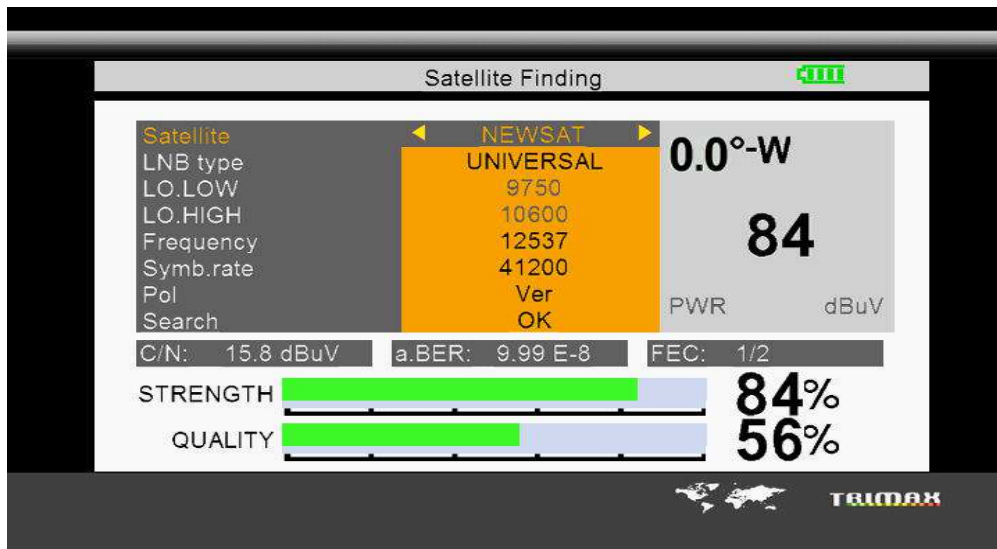 Satellite Finding
Satellite NEWSAT
LNB type UNIVERSAL
LO.LOW 9750
LO.HIGH 10600
Frequency 12537
Symb.rate 41200
Pol Ver
Search OK
0.0°-W
84
PWR dBuV
C/N: 15.8 dBuV a.BER: 9.99 E-8 FEC: 1/2
STRENGTH 84%
QUALITY 56%
TRIMAX